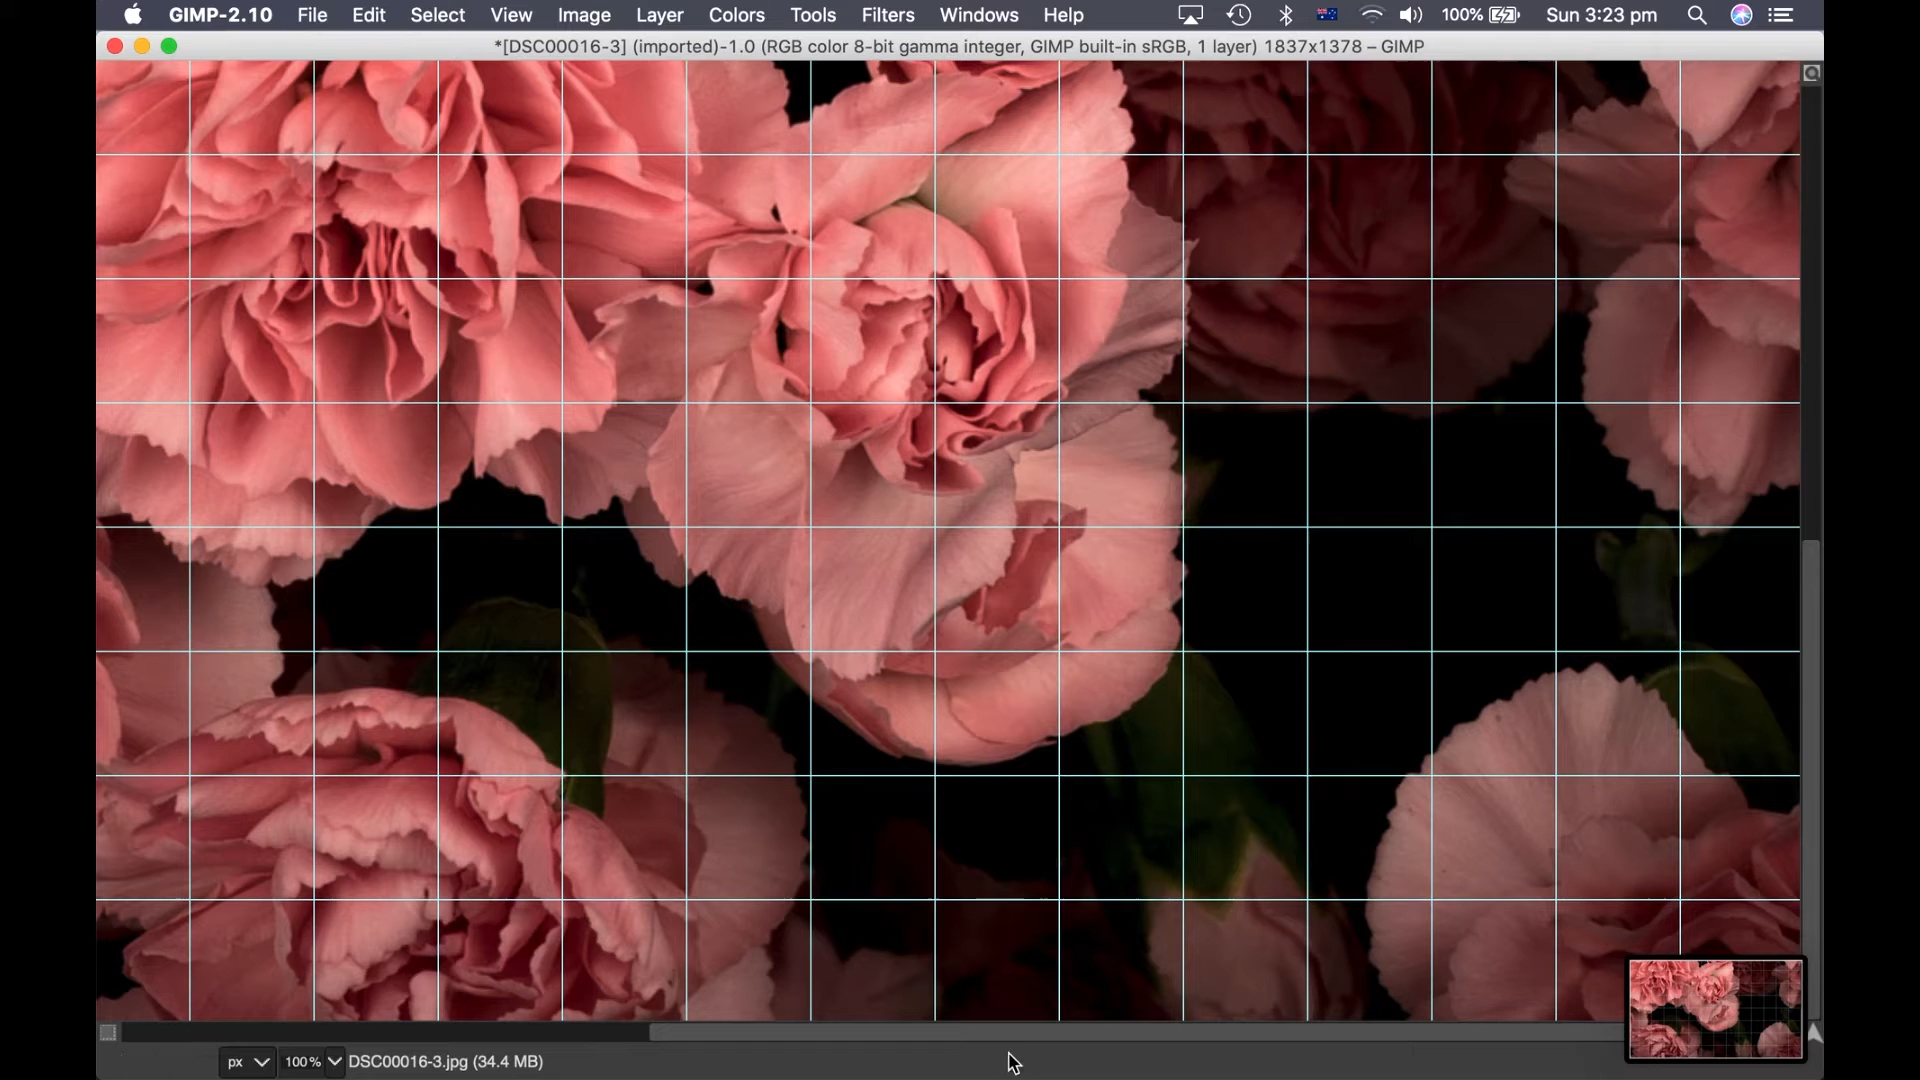 GIMP-2.10 File Edit Select View Image Layer Colors Tools Filters Windows Help 100% Sun 3:23 pm
*[DSC00016-3] (imported)-1.0 (RGB color 8-bit gamma integer, GIMP built-in sRGB, 1 layer) 1837x1378 – GIMP
px 100% DSC00016-3.jpg (34.4 MB)